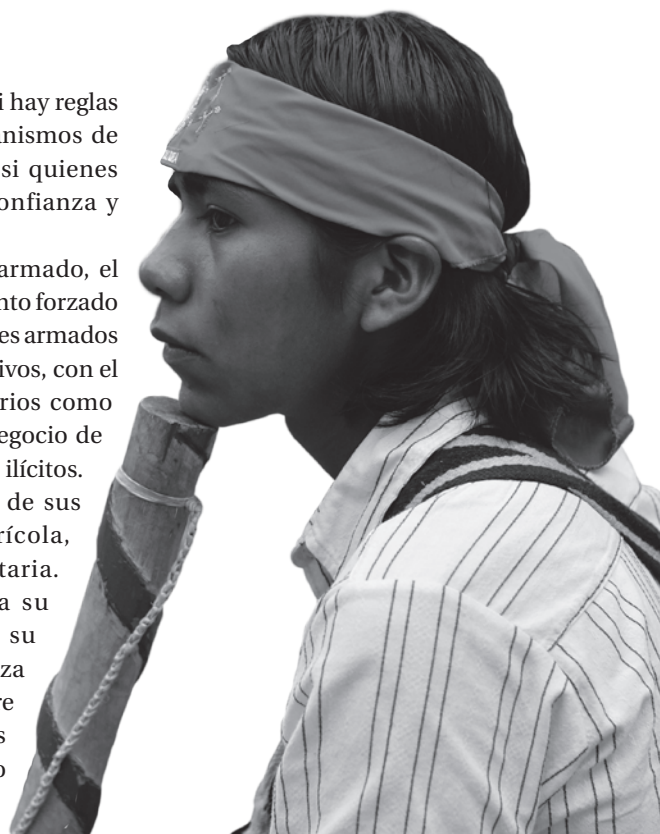 i hay reglas
anismos de
si quienes
onfianza y
armado, el
nto forzado
es armados
ivos, con el
rios como
egocio de
ilícitos.
de sus
rícola,
taria.
a su
su
za
re
s
o